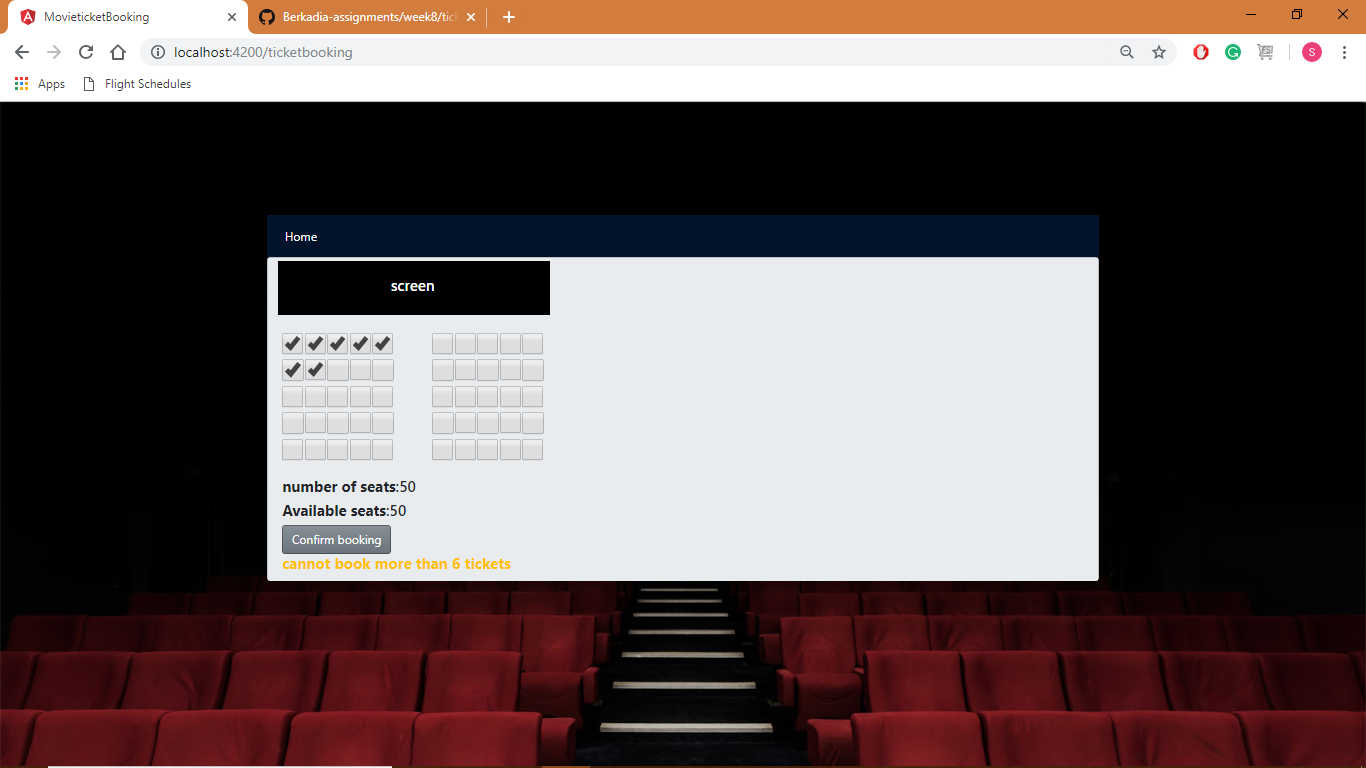 MovieticketBooking
Berkadia-assignments/week8/tic
localhost:4200/ticketbooking
Apps
Flight Schedules
S
Home
screen
number of seats:50
Available seats:50
Confirm booking
cannot book more than 6 tickets